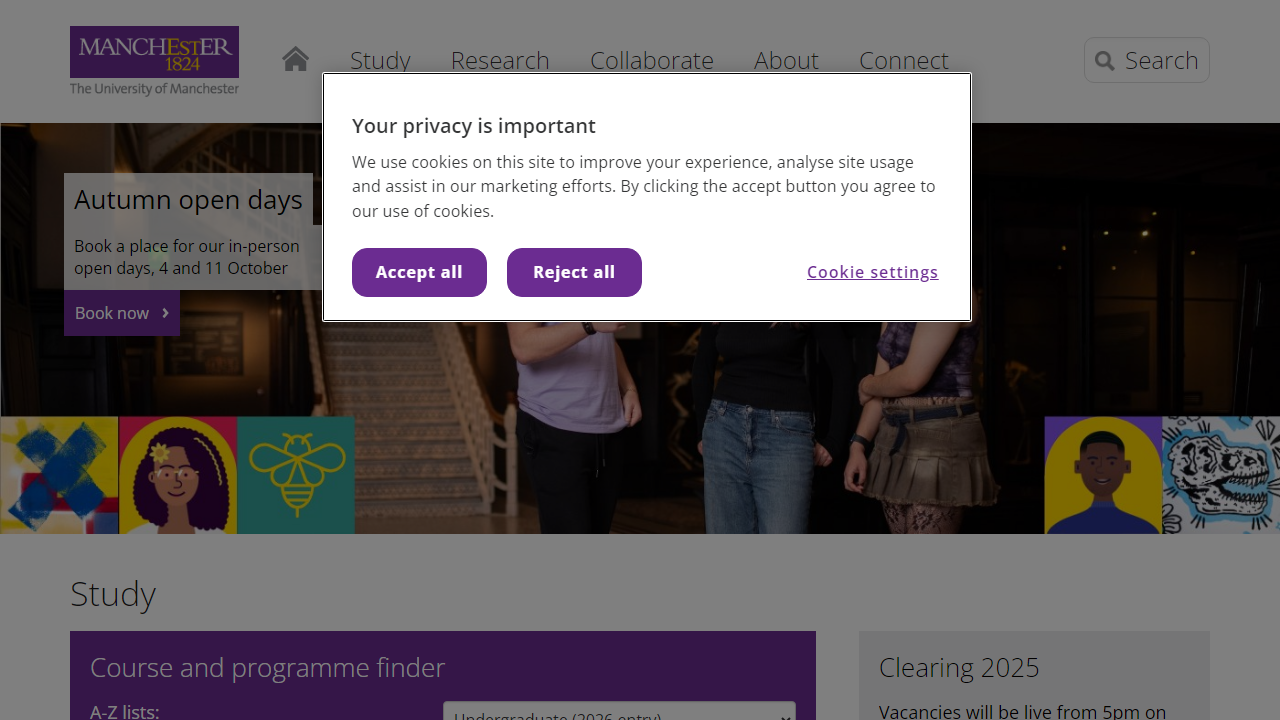 MANCHESTER
1824
The University of Manchester
Study
Research
Collaborate
About
Connect
Search
Your privacy is important
We use cookies on this site to improve your experience, analyse site usage
and assist in our marketing efforts. By clicking the accept button you agree to
our use of cookies.
Accept all
Reject all
Cookie settings
Autumn open days
Book a place for our in-person
open days, 4 and 11 October
Book now
Study
Course and programme finder
A-Z lists:
Undergraduate (2026 entry)
Clearing 2025
Vacancies will be live from 5pm on